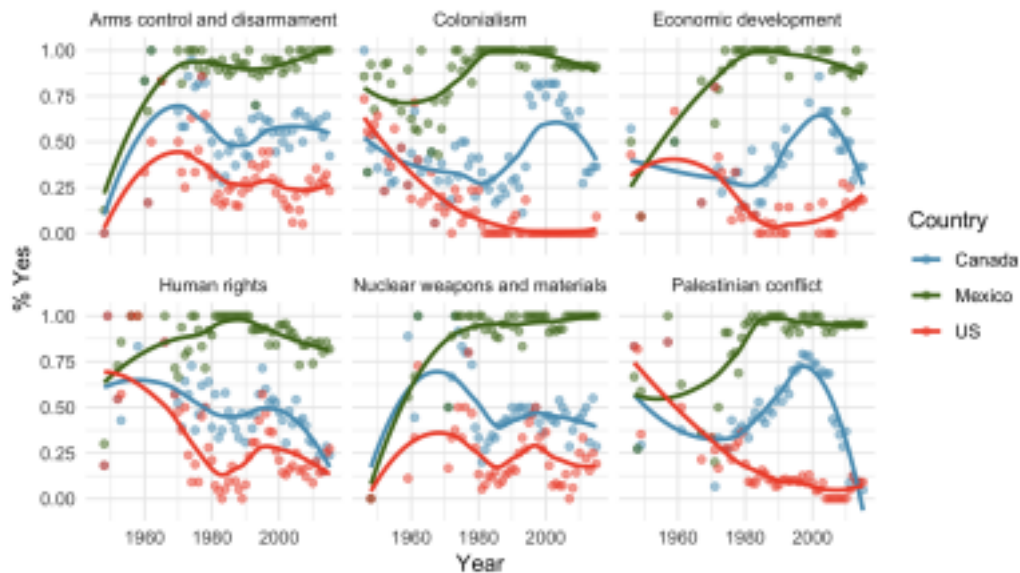 Arms control and disarmament
Colonialism
Economic development
1.00
0.75
0.50
0.25
0.00
Human rights
Nuclear weapons and materials
Palestinian conflict
1.00
0.75
0.50
0.25
0.00
1960 1980 2000
1960 1980 2000
1960 1980 2000
Year
% Yes
Country
Canada
Mexico
US